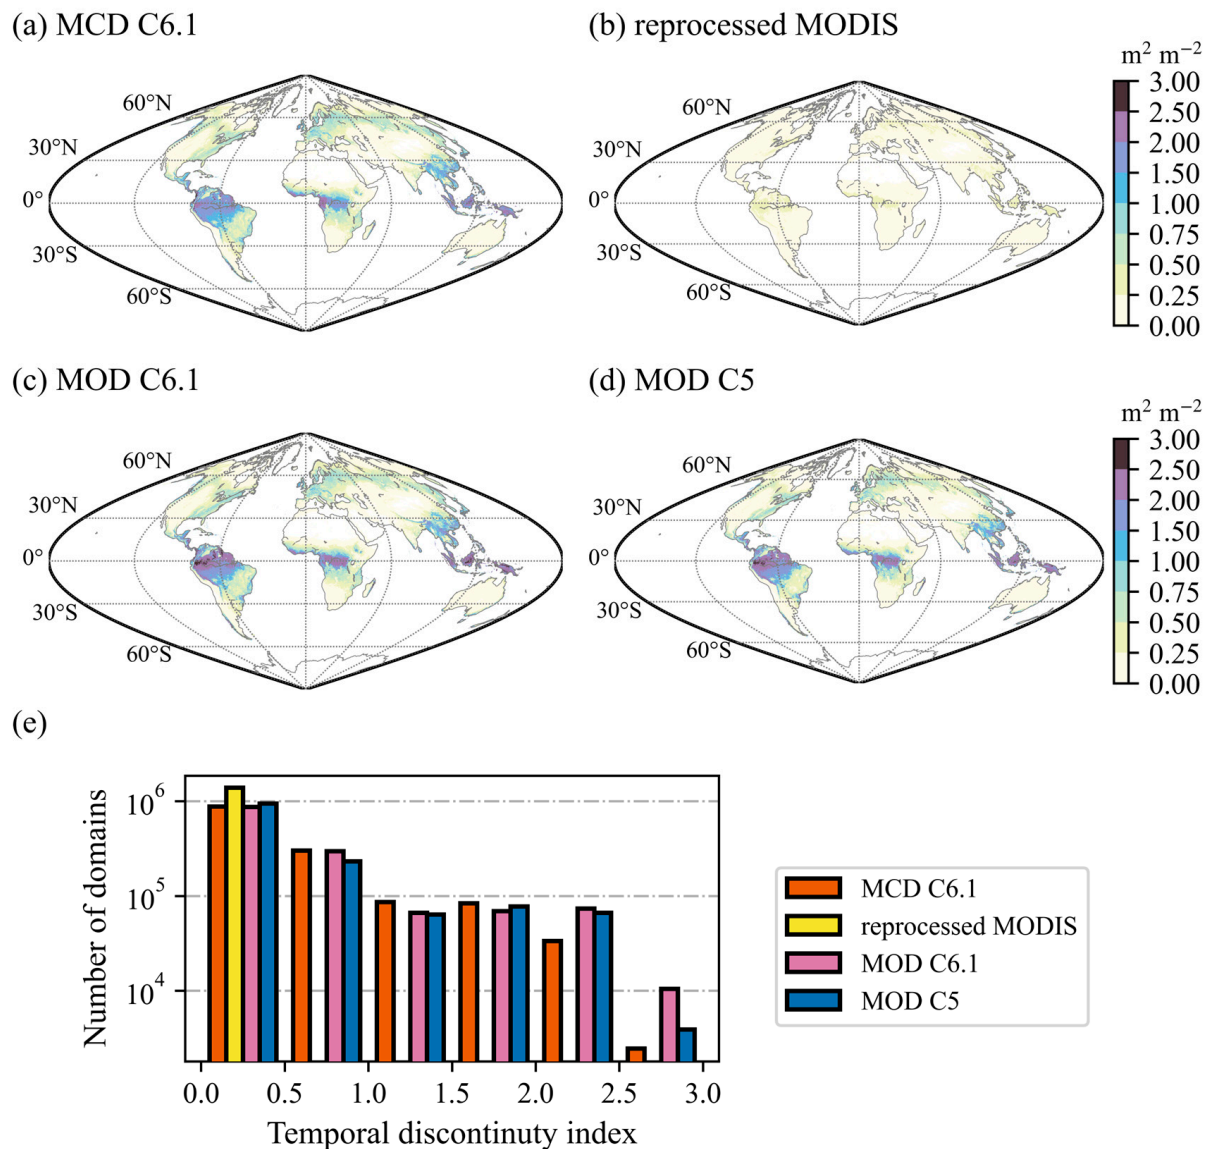 (a) MCD C6.1
(b) reprocessed MODIS
60°N
30°N
0°
30°S
60°S
60°N
30°N
0°
30°S
60°S
m² m⁻²
3.00
2.50
2.00
1.50
1.00
0.75
0.50
0.25
0.00
(c) MOD C6.1
(d) MOD C5
60°N
30°N
0°
30°S
60°S
60°N
30°N
0°
30°S
60°S
m² m⁻²
3.00
2.50
2.00
1.50
1.00
0.75
0.50
0.25
0.00
(e)
Number of domains
10⁶
10⁵
10⁴
0.0 0.5 1.0 1.5 2.0 2.5 3.0
Temporal discontinuty index
MCD C6.1
reprocessed MODIS
MOD C6.1
MOD C5